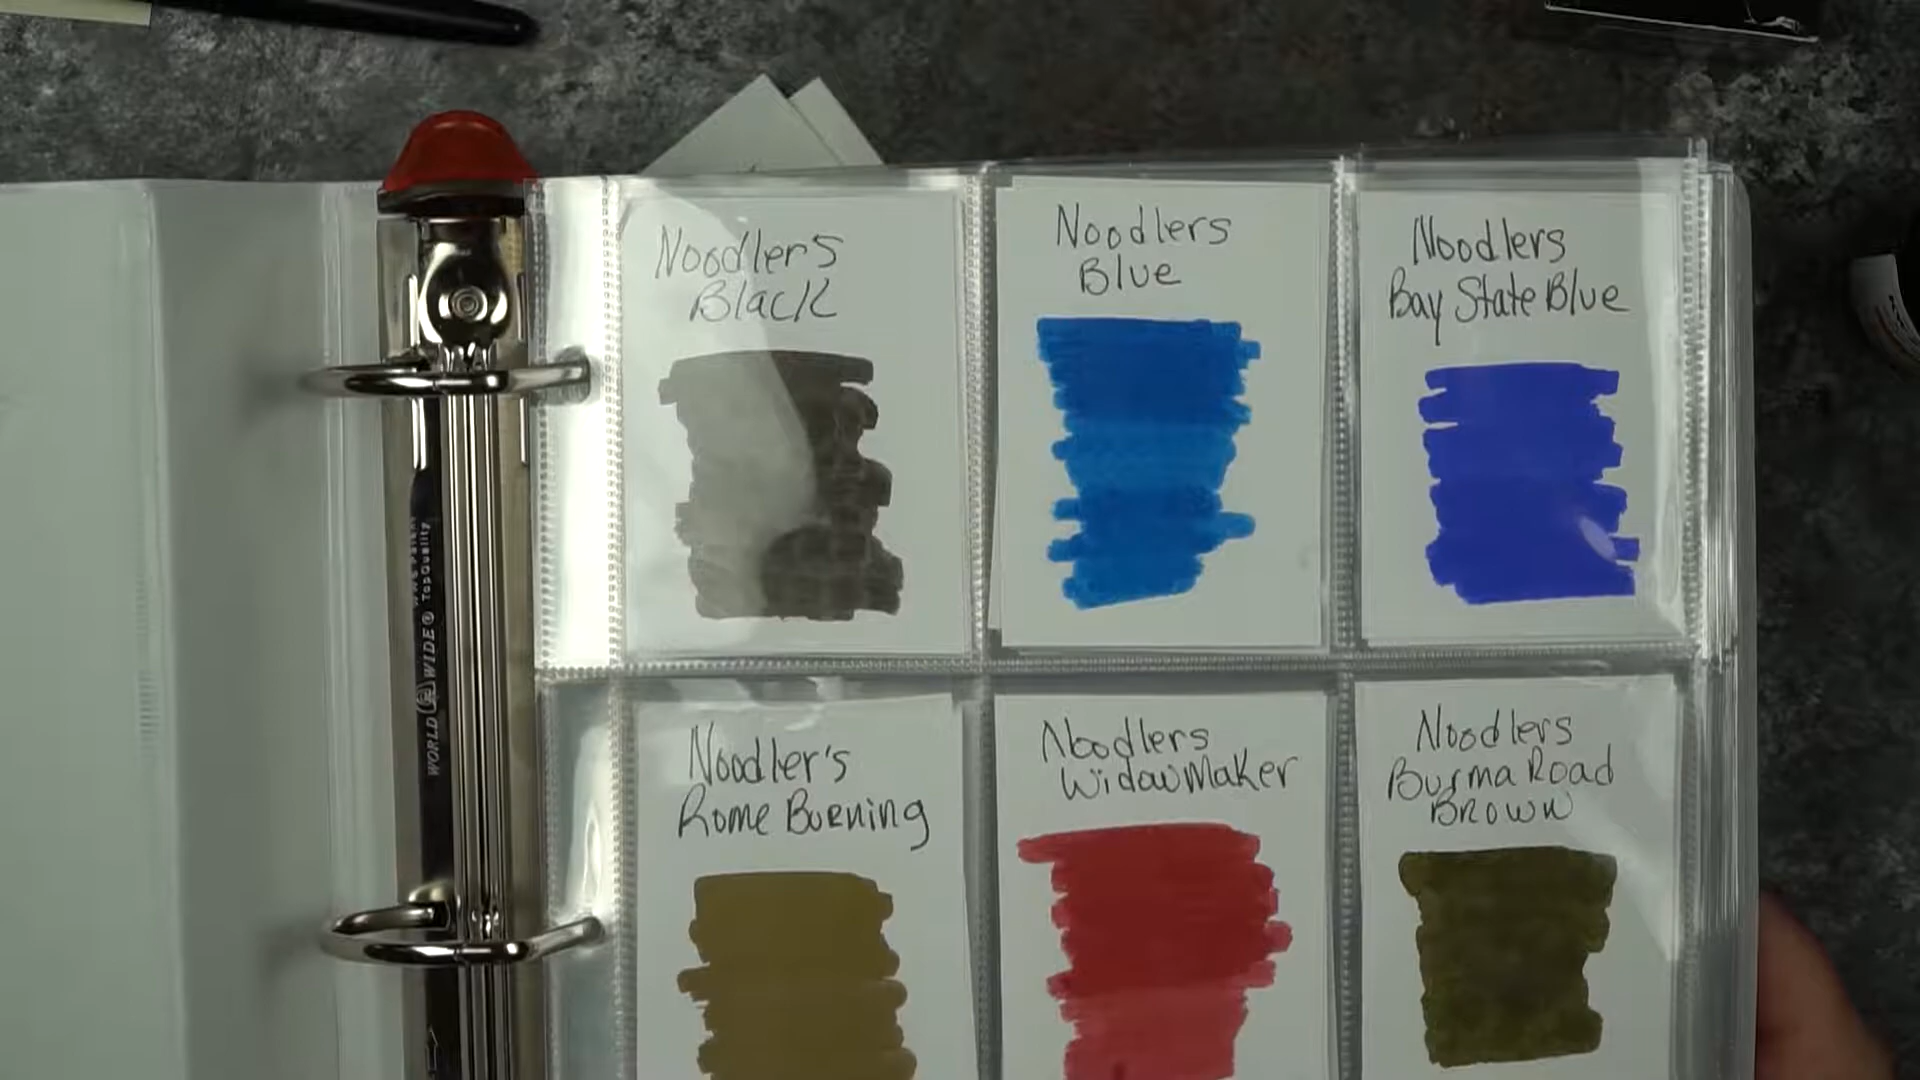 Noodlers
Black
Noodlers
Blue
Noodlers
Bay State Blue
Noodler's
Rome Burning
Noodlers
Widowmaker
Noodlers
Burma Road
Brown
WORLD WIDE®
TopQuality